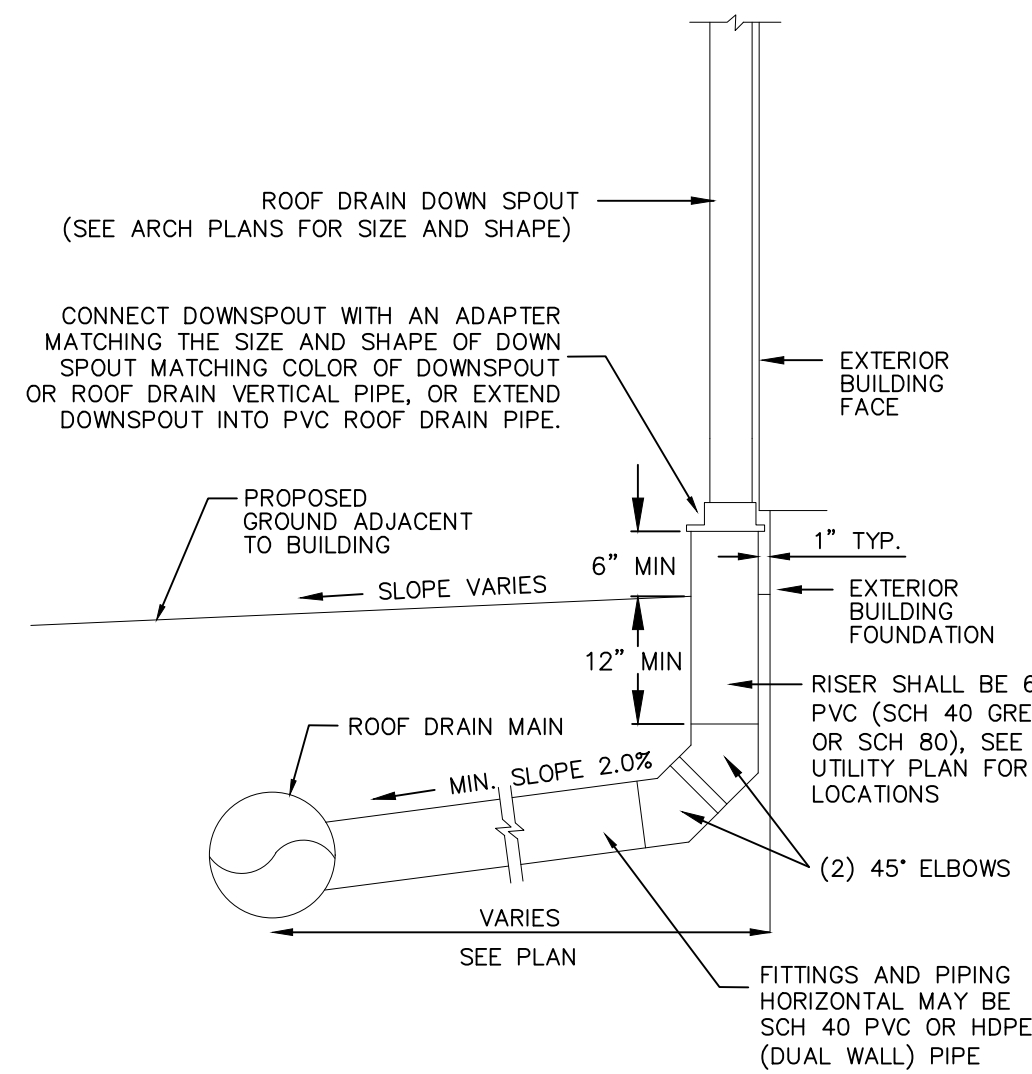 ROOF DRAIN DOWN SPOUT
(SEE ARCH PLANS FOR SIZE AND SHAPE)
CONNECT DOWNSPOUT WITH AN ADAPTER
MATCHING THE SIZE AND SHAPE OF DOWN
SPOUT MATCHING COLOR OF DOWNSPOUT
OR ROOF DRAIN VERTICAL PIPE, OR EXTEND
DOWNSPOUT INTO PVC ROOF DRAIN PIPE.
EXTERIOR
BUILDING
FACE
PROPOSED
GROUND ADJACENT
TO BUILDING
1" TYP.
6" MIN
SLOPE VARIES
EXTERIOR
BUILDING
FOUNDATION
12" MIN
RISER SHALL BE
PVC (SCH 40
OR SCH 80), SEE
UTILITY PLAN FOR
LOCATIONS
ROOF DRAIN MAIN
MIN. SLOPE 2.0%
(2) 45° ELBOWS
VARIES
SEE PLAN
FITTINGS AND PIPING
HORIZONTAL MAY BE
SCH 40 PVC OR HDPE
(DUAL WALL) PIPE